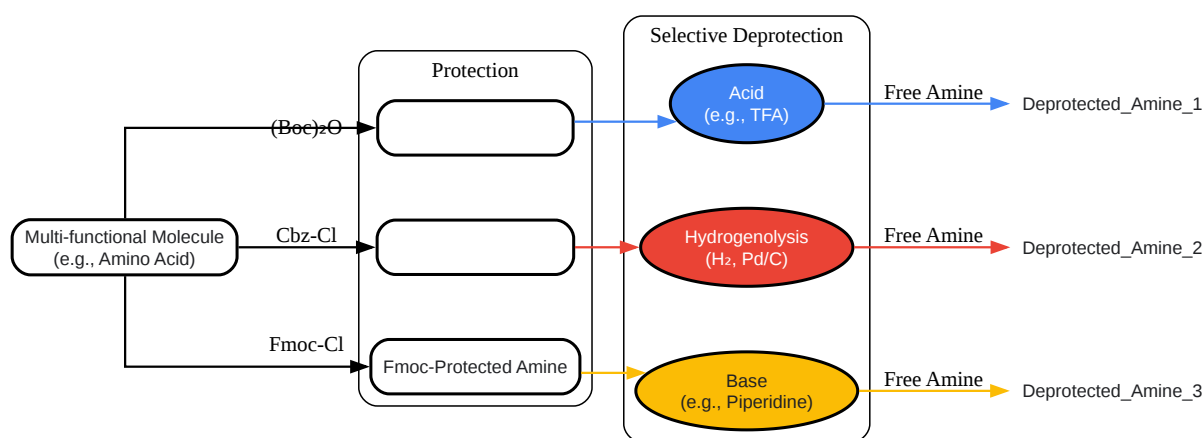 Selective Deprotection
Protection
Acid
(e.g., TFA)
Free Amine
Deprotected_Amine_1
(Boc)₂O
Multi-functional Molecule
(e.g., Amino Acid)
Cbz-Cl
Hydrogenolysis
(H₂, Pd/C)
Free Amine
Deprotected_Amine_2
Fmoc-Cl
Fmoc-Protected Amine
Base
(e.g., Piperidine)
Free Amine
Deprotected_Amine_3